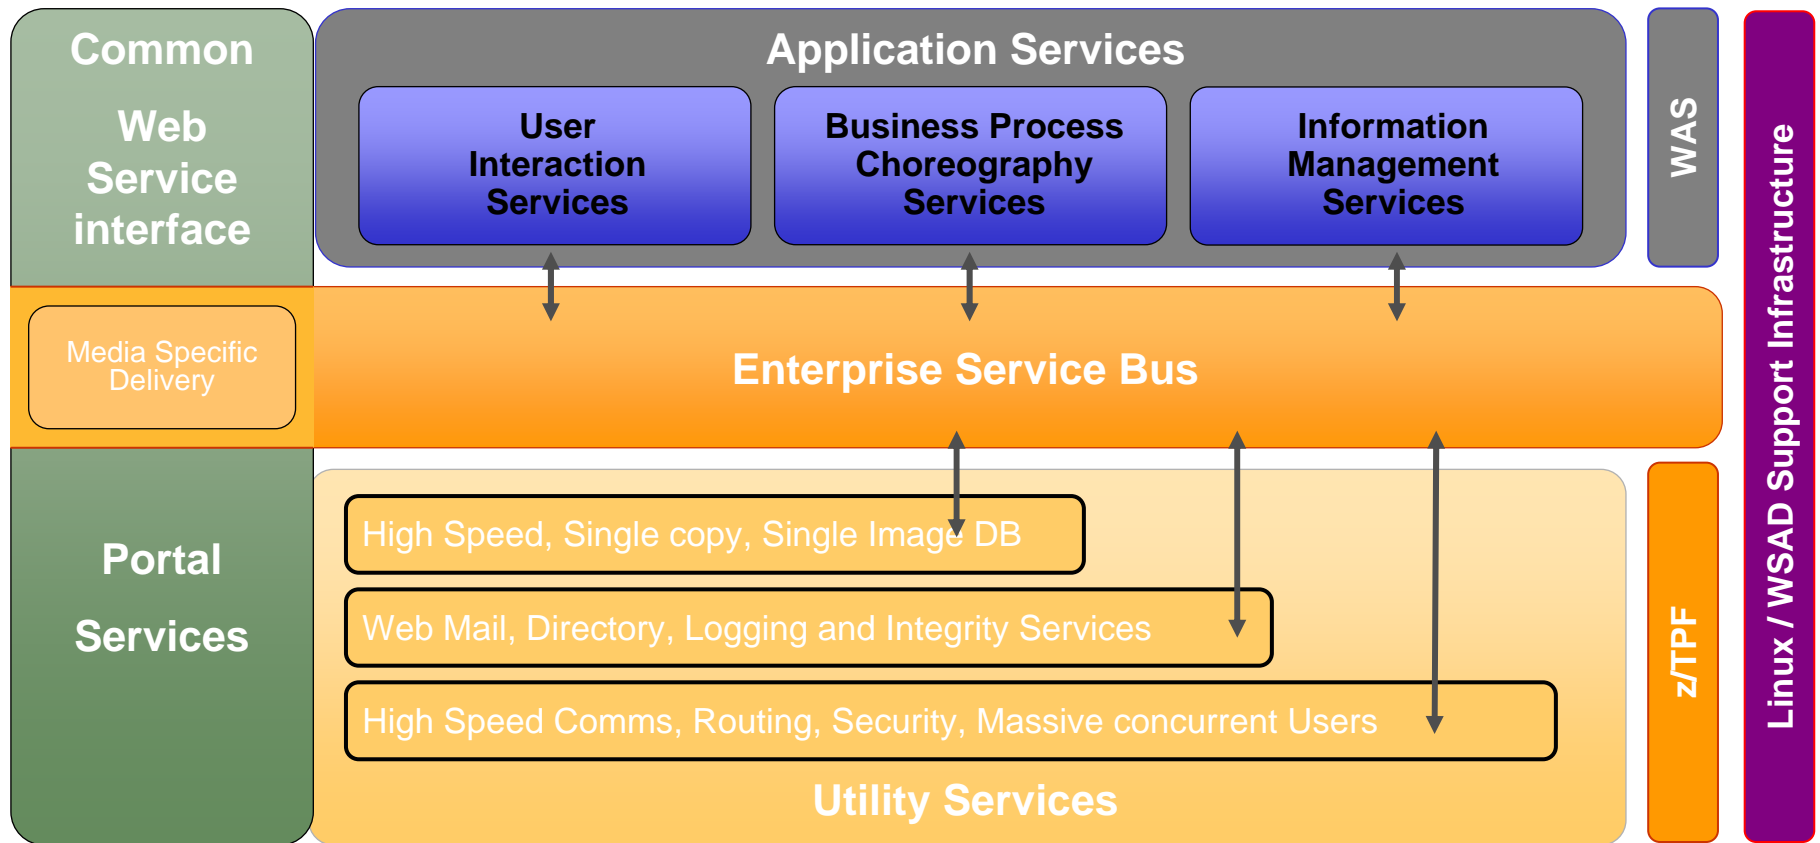 Common
Web
Service
interface
Application Services
User
Interaction
Services
Business Process
Choreography
Services
Information
Management
Services
WAS
Linux / WSAD Support Infrastructure
Media Specific
Delivery
Enterprise Service Bus
Portal
Services
High Speed, Single copy, Single Image DB
Web Mail, Directory, Logging and Integrity Services
High Speed Comms, Routing, Security, Massive concurrent Users
Utility Services
z/TPF